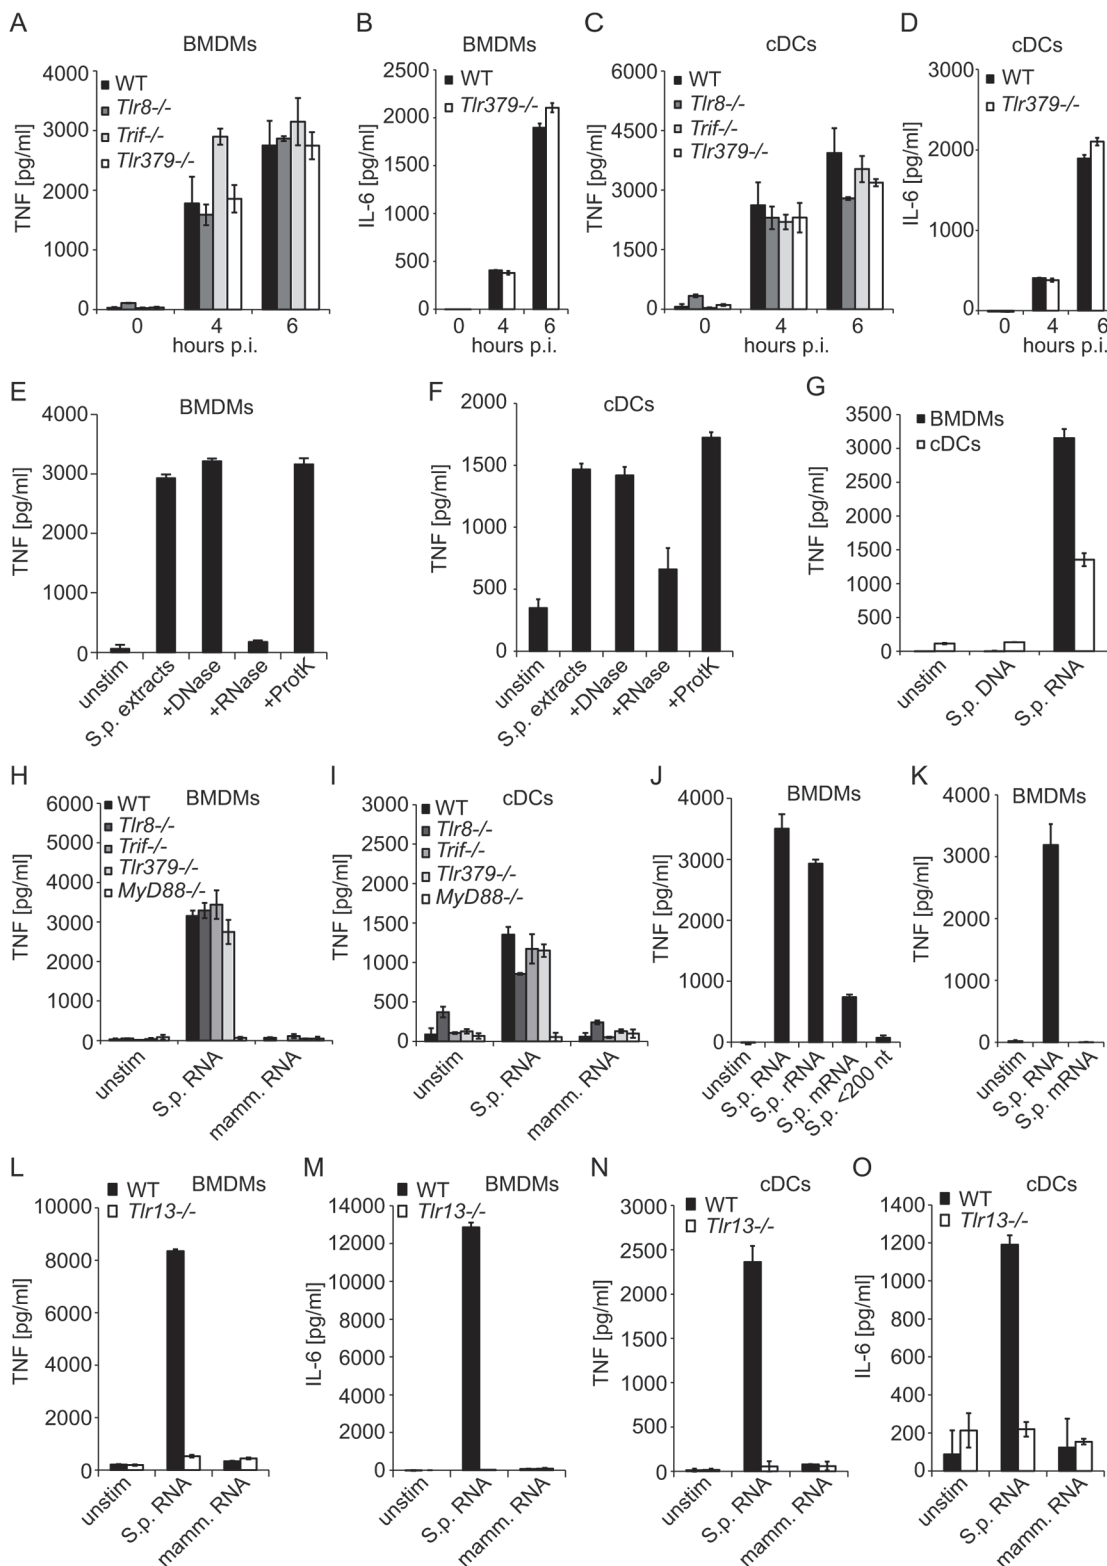 A
BMDMs
TNF [pg/ml]
4000
3000
2000
1000
0
WT
Tlr8-/-
Trif-/-
Tlr379-/-
0 4 6
hours p.i.
B
BMDMs
IL-6 [pg/ml]
2500
2000
1500
1000
500
0
WT
Tlr379-/-
0 4 6
hours p.i.
C
cDCs
TNF [pg/ml]
6000
4500
3000
1500
0
WT
Tlr8-/-
Trif-/-
Tlr379-/-
0 4 6
hours p.i.
D
cDCs
IL-6 [pg/ml]
3000
2000
1000
0
WT
Tlr379-/-
0 4 6
hours p.i.
E
BMDMs
TNF [pg/ml]
4000
3000
2000
1000
0
unstim
S.p. extracts
+DNase
+RNase
+ProtK
F
cDCs
TNF [pg/ml]
2000
1500
1000
500
0
unstim
S.p. extracts
+DNase
+RNase
+ProtK
G
TNF [pg/ml]
3500
3000
2500
2000
1500
1000
500
0
BMDMs
cDCs
unstim
S.p. DNA
S.p. RNA
H
BMDMs
TNF [pg/ml]
6000
5000
4000
3000
2000
1000
0
WT
Tlr8-/-
Trif-/-
Tlr379-/-
MyD88-/-
unstim
S.p. RNA
mamm. RNA
I
cDCs
TNF [pg/ml]
3000
2500
2000
1500
1000
500
0
WT
Tlr8-/-
Trif-/-
Tlr379-/-
MyD88-/-
unstim
S.p. RNA
mamm. RNA
J
BMDMs
TNF [pg/ml]
4000
3000
2000
1000
0
unstim
S.p. RNA
S.p. rRNA
S.p. mRNA
S.p. <200 nt
K
BMDMs
TNF [pg/ml]
4000
3000
2000
1000
0
unstim
S.p. RNA
S.p. mRNA
L
BMDMs
TNF [pg/ml]
10000
8000
6000
4000
2000
0
WT
Tlr13-/-
unstim
S.p. RNA
mamm. RNA
M
BMDMs
IL-6 [pg/ml]
14000
12000
10000
8000
6000
4000
2000
0
WT
Tlr13-/-
unstim
S.p. RNA
mamm. RNA
N
cDCs
TNF [pg/ml]
3000
2500
2000
1500
1000
500
0
WT
Tlr13-/-
unstim
S.p. RNA
mamm. RNA
O
cDCs
IL-6 [pg/ml]
1400
1200
1000
800
600
400
200
0
WT
Tlr13-/-
unstim
S.p. RNA
mamm. RNA